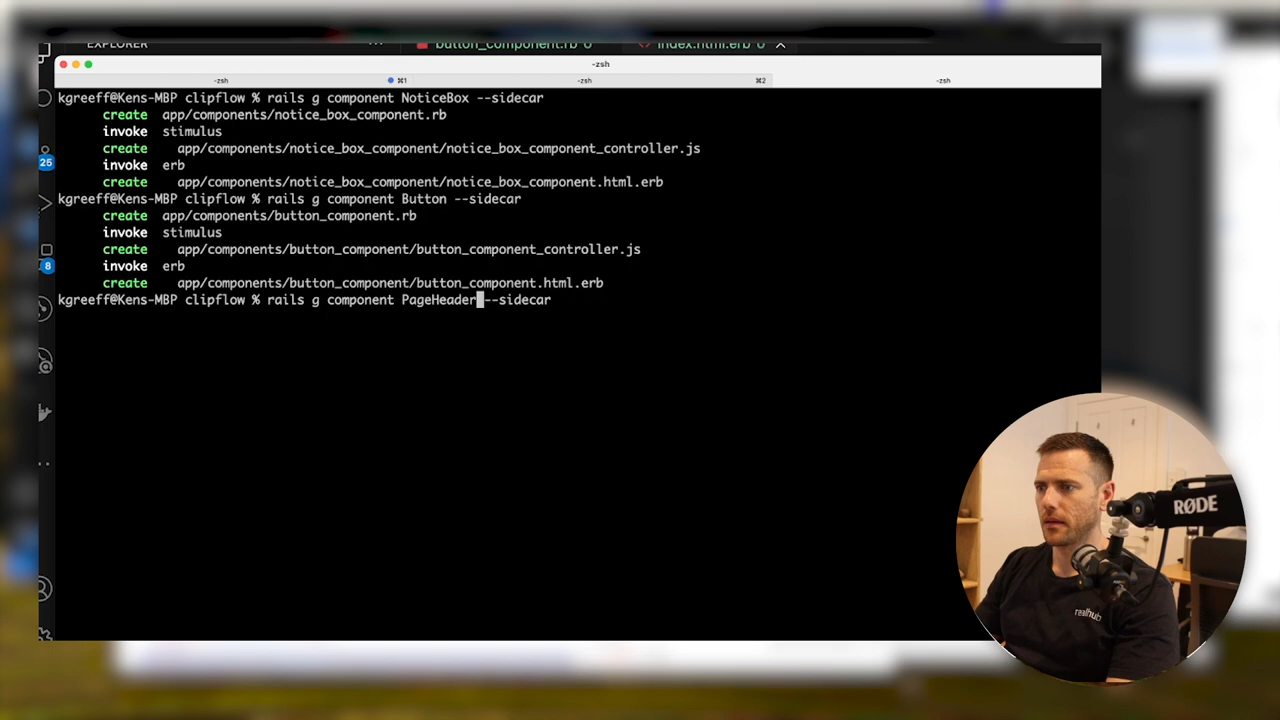 EXPLORER ... button_component.rb U index.html.erb U
-zsh
-zsh ⌘1 -zsh ⌘2 -zsh
kgreeff@Kens-MBP clipflow % rails g component NoticeBox --sidecar
create app/components/notice_box_component.rb
invoke stimulus
create app/components/notice_box_component/notice_box_component_controller.js
invoke erb
create app/components/notice_box_component/notice_box_component.html.erb
kgreeff@Kens-MBP clipflow % rails g component Button --sidecar
create app/components/button_component.rb
invoke stimulus
create app/components/button_component/button_component_controller.js
invoke erb
create app/components/button_component/button_component.html.erb
kgreeff@Kens-MBP clipflow % rails g component PageHeader --sidecar
25
8
RØDE
realhub